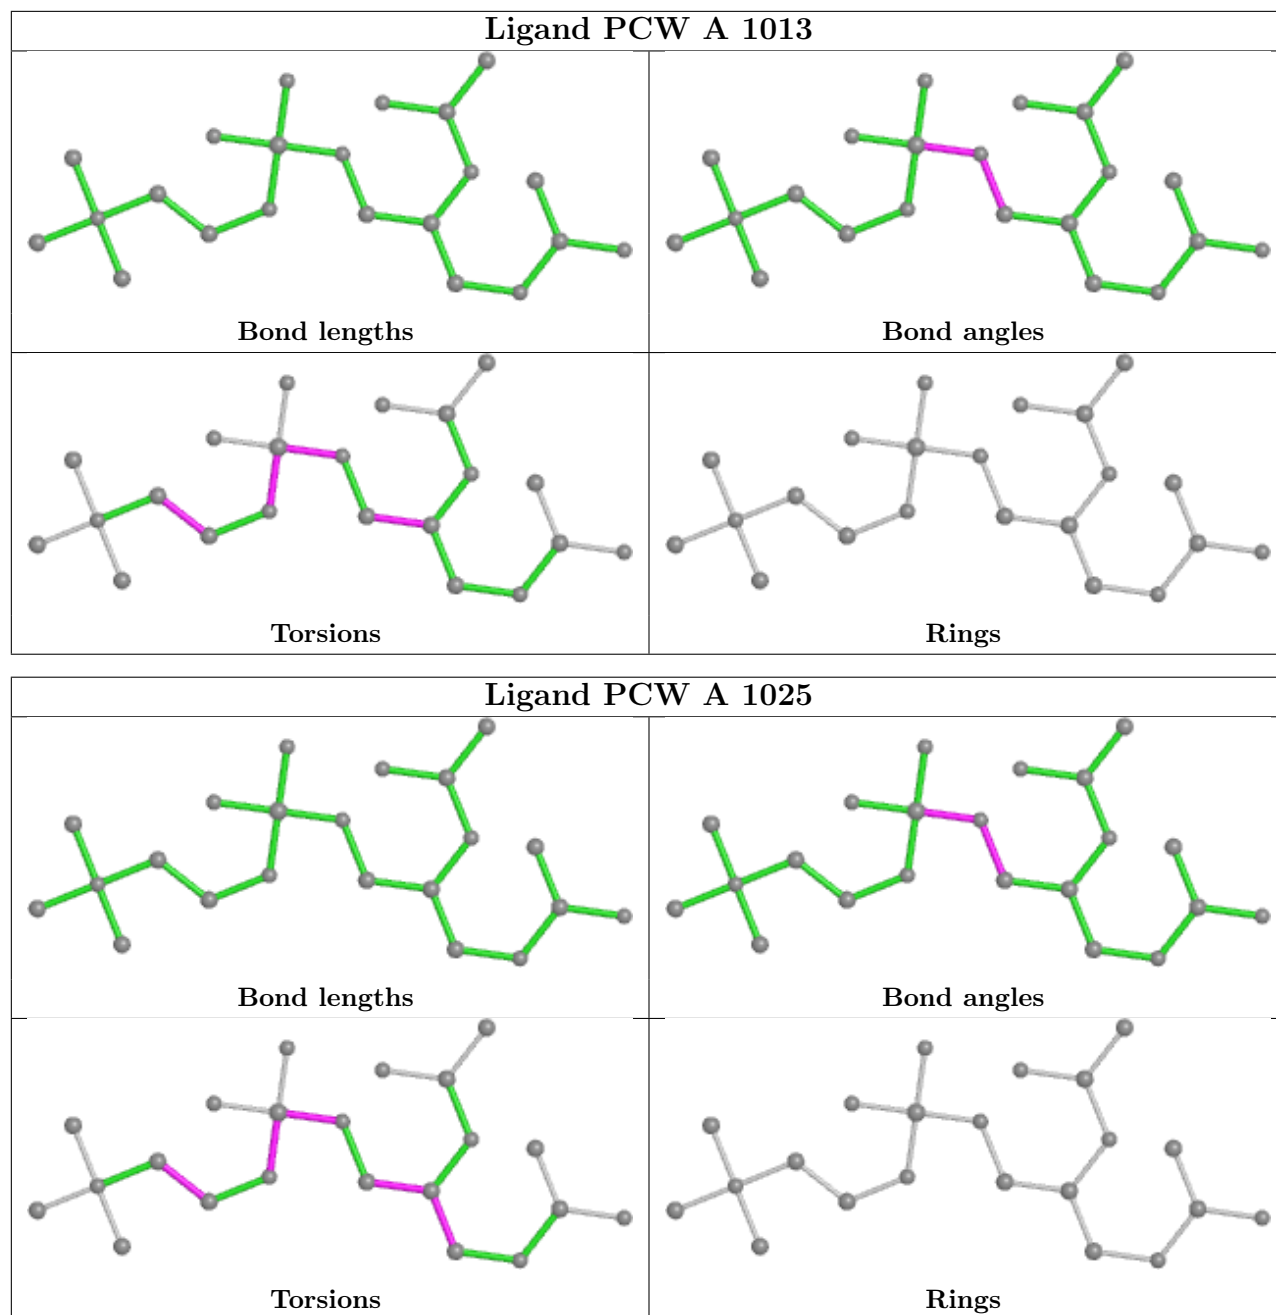 Ligand PCW A 1013
Bond lengths
Bond angles
Torsions
Rings
Ligand PCW A 1025
Bond lengths
Bond angles
Torsions
Rings